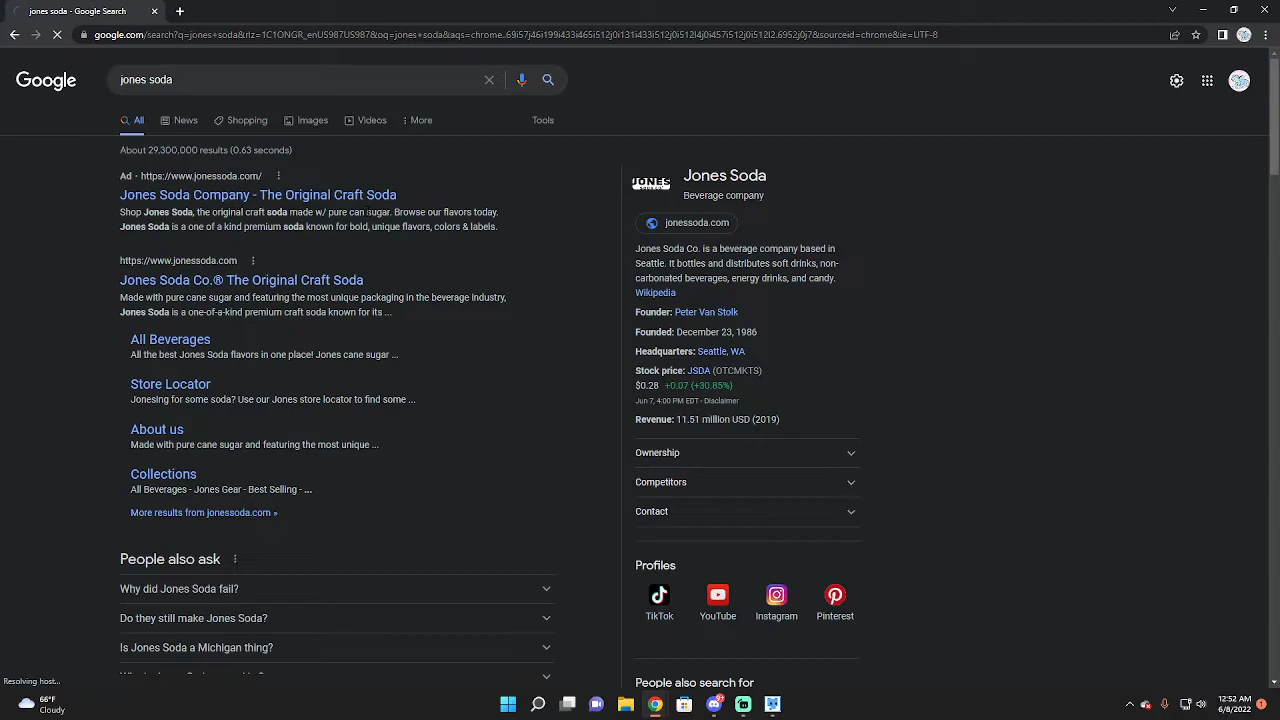 jones soda - Google Search
google.com/search?q=jones+soda&rlz=1C1ONGR_enUS987US987&oq=jones+soda&aqs=chrome..69i57j46i199i433i465i512j0i131i433i512j0i512l4j0i457i512j0i512l2.6952j0j7&sourceid=chrome&ie=UTF-8
Google
jones soda
All News Shopping Images Videos More Tools
About 29,300,000 results (0.63 seconds)
Ad · https://www.jonessoda.com/
Jones Soda Company - The Original Craft Soda
Shop Jones Soda, the original craft soda made w/ pure can sugar. Browse our flavors today.
Jones Soda is a one of a kind premium soda known for bold, unique flavors, colors & labels.
https://www.jonessoda.com
Jones Soda Co.® The Original Craft Soda
Made with pure cane sugar and featuring the most unique packaging in the beverage industry,
Jones Soda is a one-of-a-kind premium craft soda known for its ...
All Beverages
All the best Jones Soda flavors in one place! Jones cane sugar ...
Store Locator
Jonesing for some soda? Use our Jones store locator to find some ...
About us
Made with pure cane sugar and featuring the most unique ...
Collections
All Beverages - Jones Gear - Best Selling - ...
More results from jonessoda.com »
People also ask
Why did Jones Soda fail?
Do they still make Jones Soda?
Is Jones Soda a Michigan thing?
JONES
Jones Soda
Beverage company
jonessoda.com
Jones Soda Co. is a beverage company based in
Seattle. It bottles and distributes soft drinks, non-
carbonated beverages, energy drinks, and candy.
Wikipedia
Founder: Peter Van Stolk
Founded: December 23, 1986
Headquarters: Seattle, WA
Stock price: JSDA (OTCMKTS)
$0.28 +0.07 (+30.85%)
Jun 7, 4:00 PM EDT - Disclaimer
Revenue: 11.51 million USD (2019)
Ownership
Competitors
Contact
Profiles
TikTok YouTube Instagram Pinterest
People also search for
Resolving host...
66°F
Cloudy
2
12:52 AM
6/8/2022
1